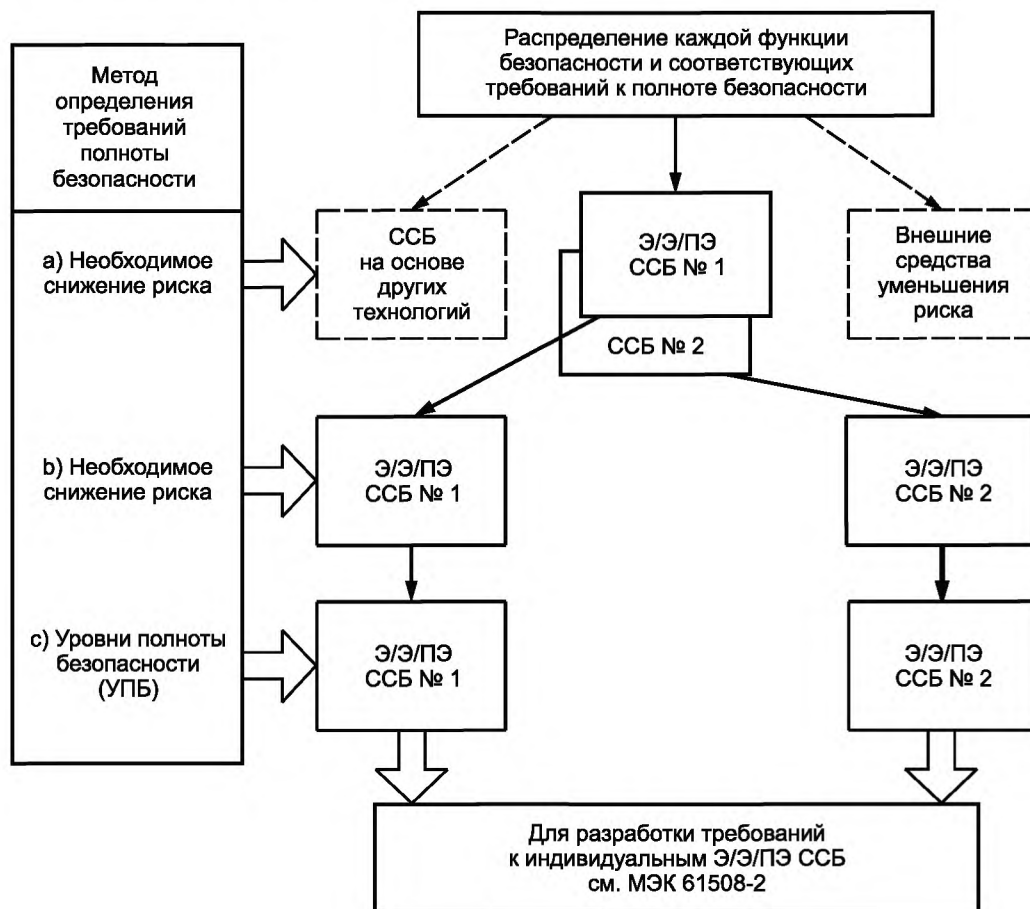 Распределение каждой функции
безопасности и соответствующих
требований к полноте безопасности
Метод
определения
требований
полноты
безопасности
a) Необходимое
снижение риска
ССБ
на основе
других
технологий
Э/Э/ПЭ
ССБ № 1
ССБ № 2
Внешние
средства
уменьшения
риска
b) Необходимое
снижение риска
Э/Э/ПЭ
ССБ № 1
Э/Э/ПЭ
ССБ № 2
c) Уровни полноты
безопасности
(УПБ)
Э/Э/ПЭ
ССБ № 1
Э/Э/ПЭ
ССБ № 2
Для разработки требований
к индивидуальным Э/Э/ПЭ ССБ
см. МЭК 61508-2